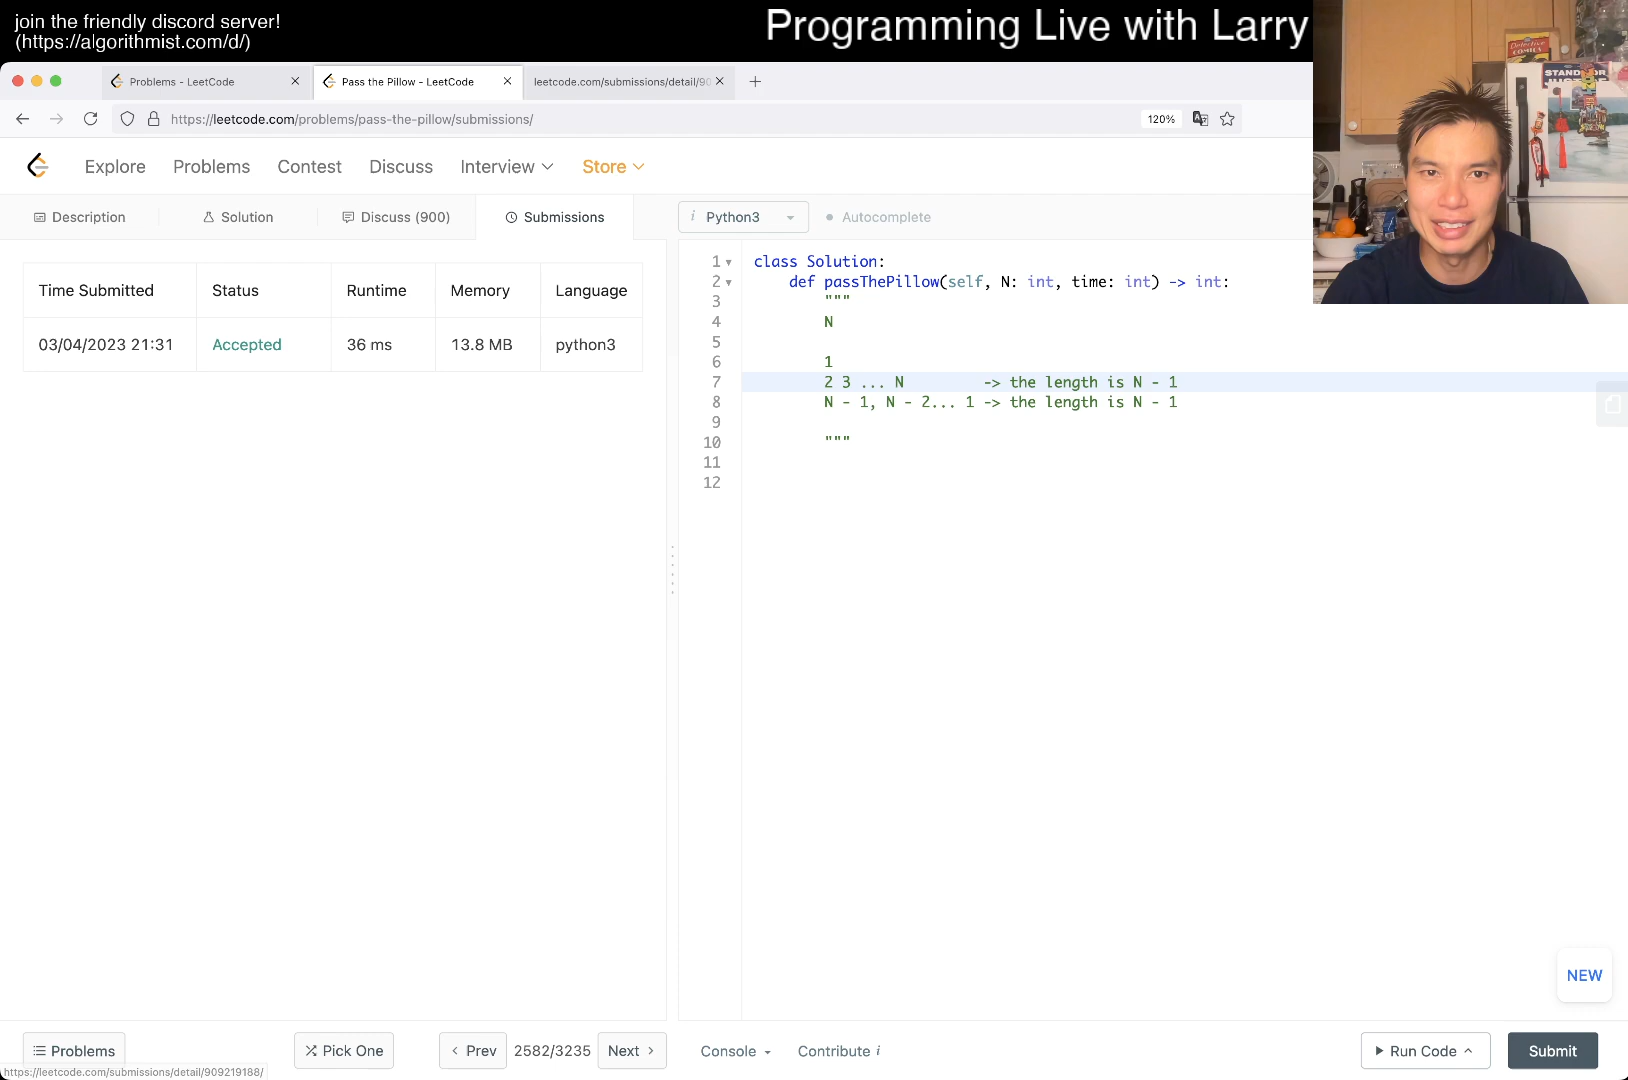 join the friendly discord server!
(https://algorithmist.com/d/)
Programming Live with Larry
Problems - LeetCode
Pass the Pillow - LeetCode
leetcode.com/submissions/detail/90
https://leetcode.com/problems/pass-the-pillow/submissions/
120%
Explore
Problems
Contest
Discuss
Interview
Store
Description
Solution
Discuss (900)
Submissions
i Python3
Autocomplete
Time Submitted Status Runtime Memory Language
03/04/2023 21:31 Accepted 36 ms 13.8 MB python3
1 class Solution:
2 def passThePillow(self, N: int, time: int) -> int:
3 """
4 N
5
6 1
7 2 3 ... N -> the length is N - 1
8 N - 1, N - 2... 1 -> the length is N - 1
9
10 """
11
12
NEW
Problems
Pick One
Prev
2582/3235
Next
Console
Contribute i
Run Code
Submit
https://leetcode.com/submissions/detail/909219188/